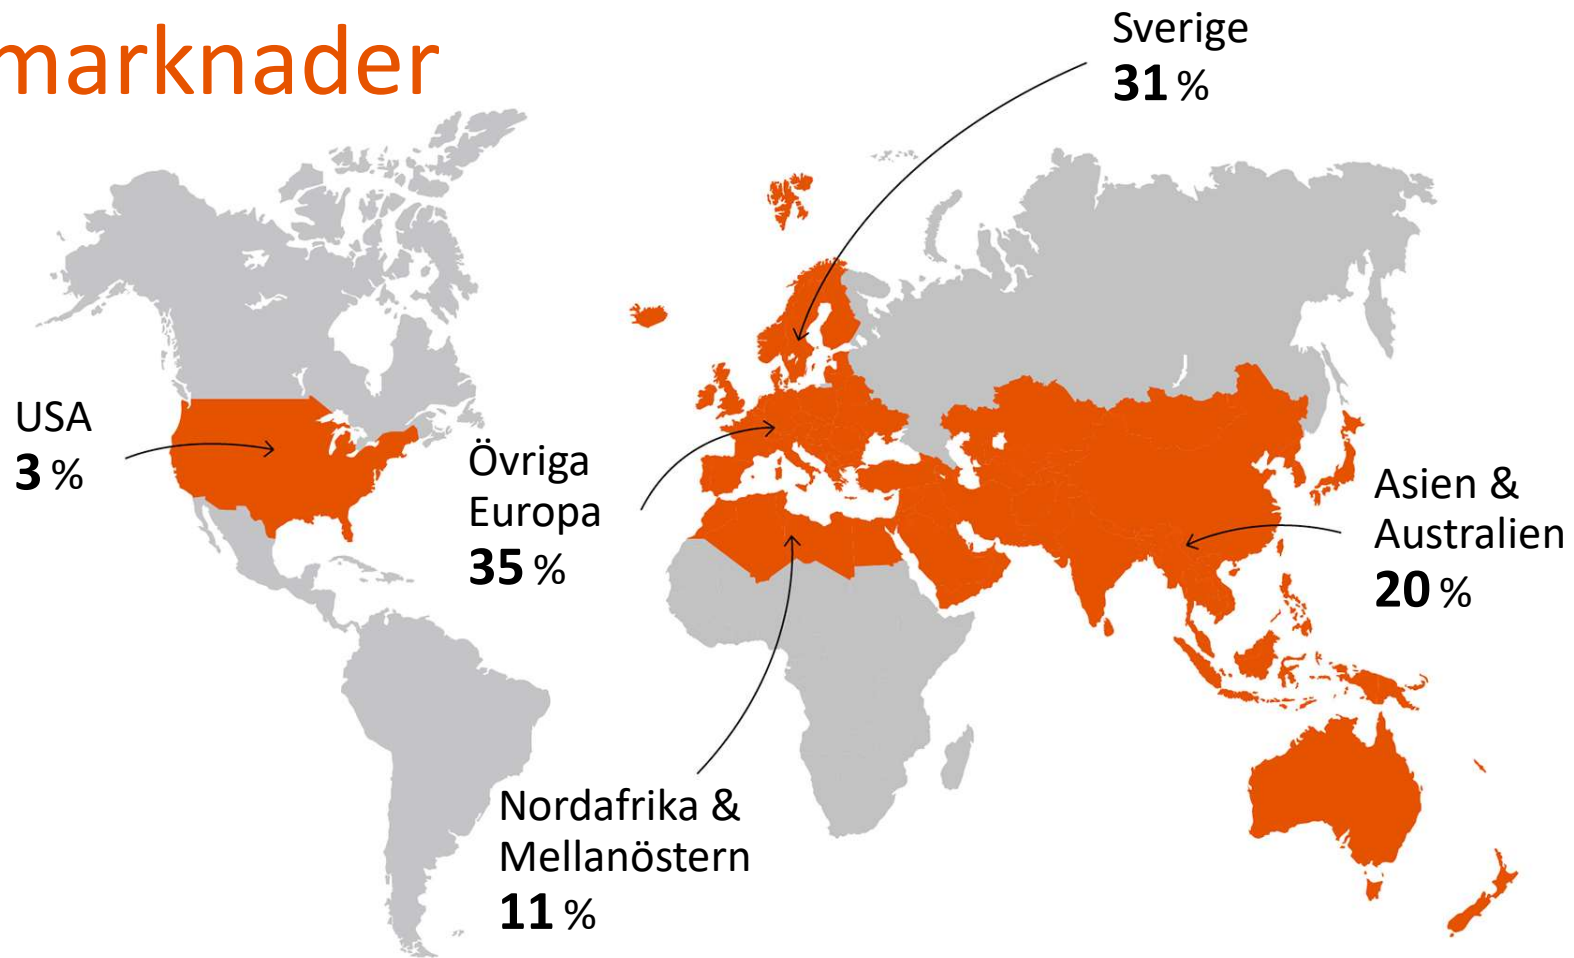 marknader
Sverige
31 %
USA
3 %
Övriga
Europa
35 %
Asien &
Australien
20 %
Nordafrika &
Mellanöstern
11 %